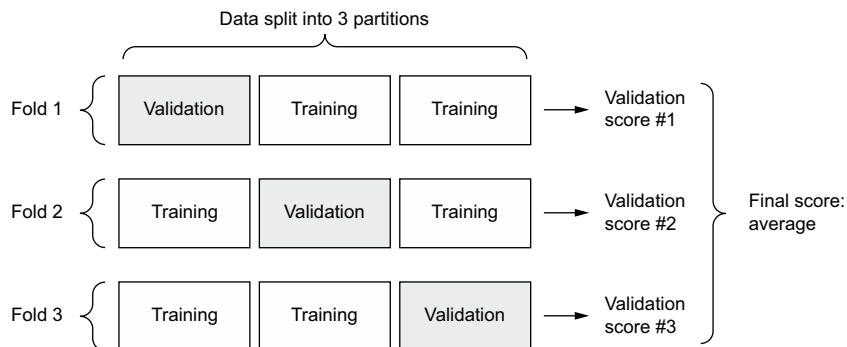 Data split into 3 partitions
Fold 1
Validation
Training
Training
Validation
score #1
Fold 2
Training
Validation
Training
Validation
score #2
Final score:
average
Fold 3
Training
Training
Validation
Validation
score #3